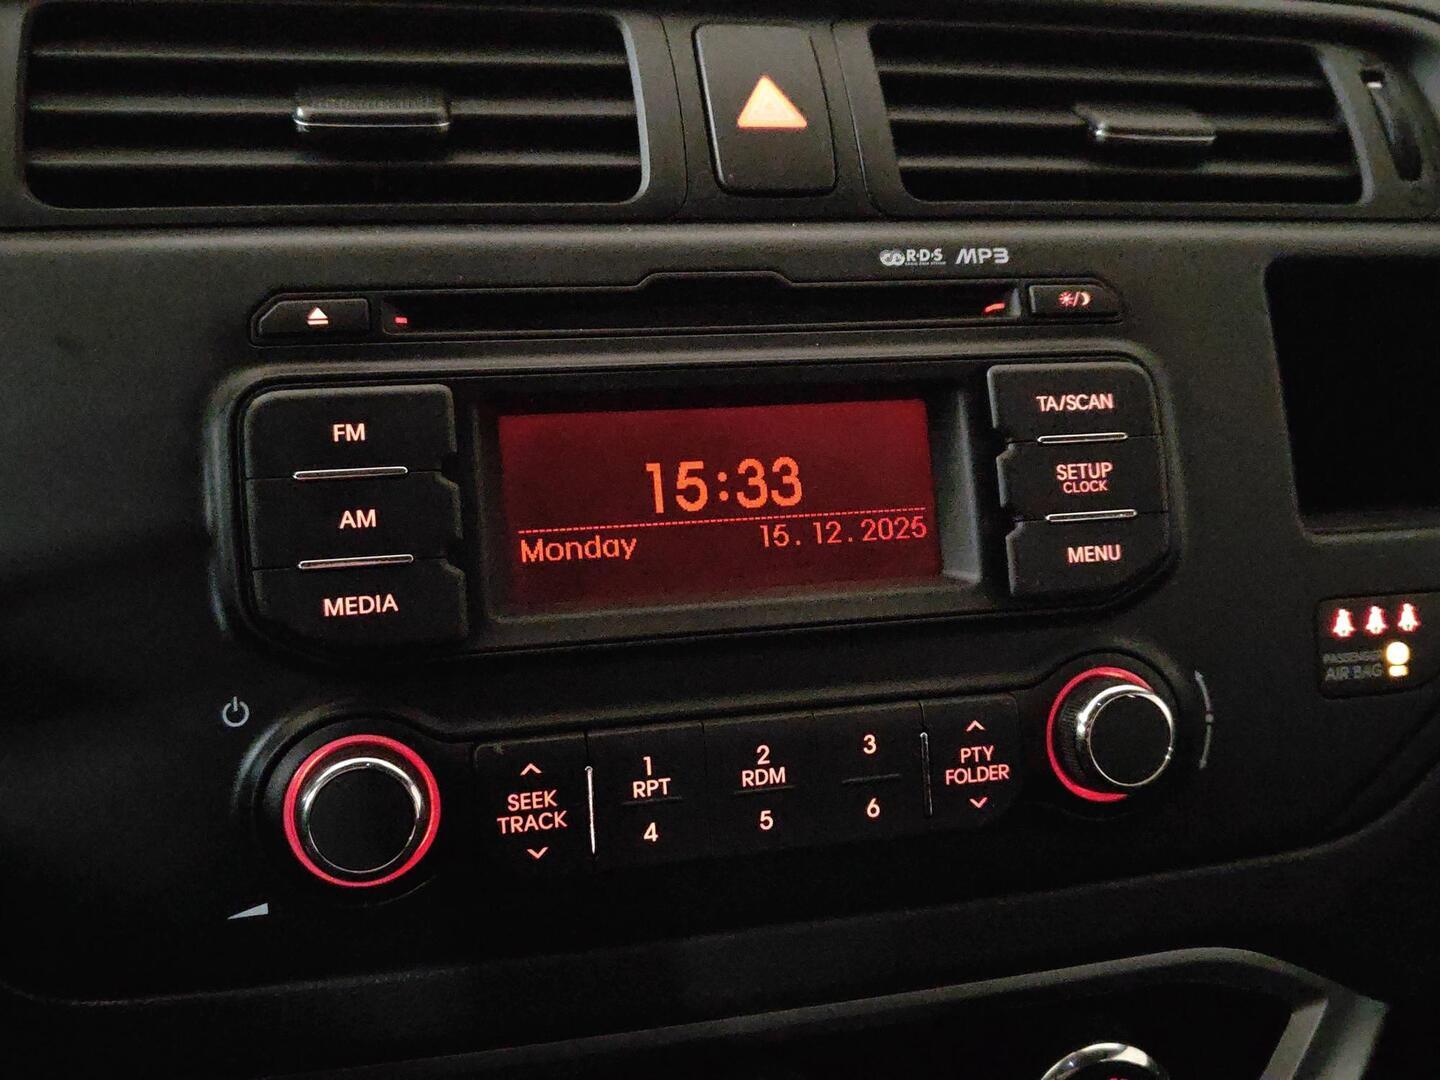 R·D·S MP3
FM
AM
MEDIA
15:33
Monday 15.12.2025
TA/SCAN
SETUP
CLOCK
MENU
PASSENGER
AIR BAG
SEEK
TRACK
1
RPT
4
2
RDM
5
3
6
PTY
FOLDER